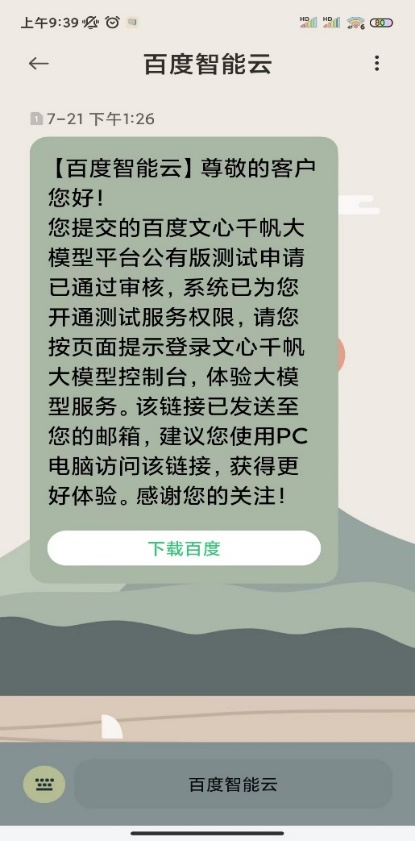 上午9:39
HD HD 6 80
百度智能云
1 7-21 下午1:26
【百度智能云】尊敬的客户
您好！
您提交的百度文心千帆大
模型平台公有版测试申请
已通过审核，系统已为您
开通测试服务权限，请您
按页面提示登录文心千帆
大模型控制台，体验大模
型服务。该链接已发送至
您的邮箱，建议您使用PC
电脑访问该链接，获得更
好体验。感谢您的关注！
下载百度
百度智能云